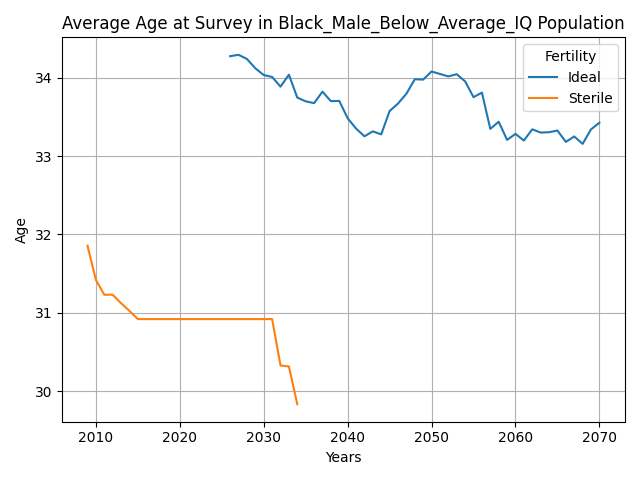 Average Age at Survey in Black_Male_Below_Average_IQ Population
Fertility
Ideal
Sterile
Age
34
33
32
31
30
2010 2020 2030 2040 2050 2060 2070
Years